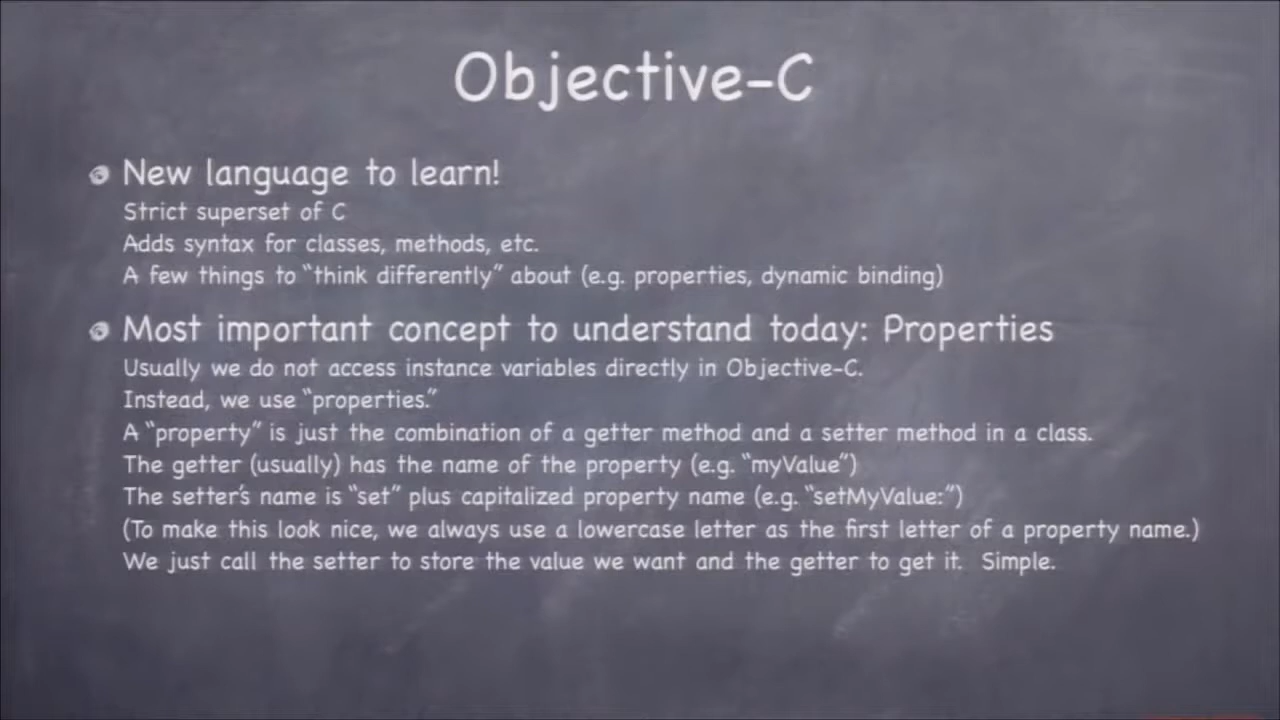 Objective-C
New language to learn!
Strict superset of C
Adds syntax for classes, methods, etc.
A few things to “think differently” about (e.g. properties, dynamic binding)
Most important concept to understand today: Properties
Usually we do not access instance variables directly in Objective-C.
Instead, we use “properties.”
A “property” is just the combination of a getter method and a setter method in a class.
The getter (usually) has the name of the property (e.g. “myValue”)
The setter’s name is “set” plus capitalized property name (e.g. “setMyValue:”)
(To make this look nice, we always use a lowercase letter as the first letter of a property name.)
We just call the setter to store the value we want and the getter to get it.  Simple.